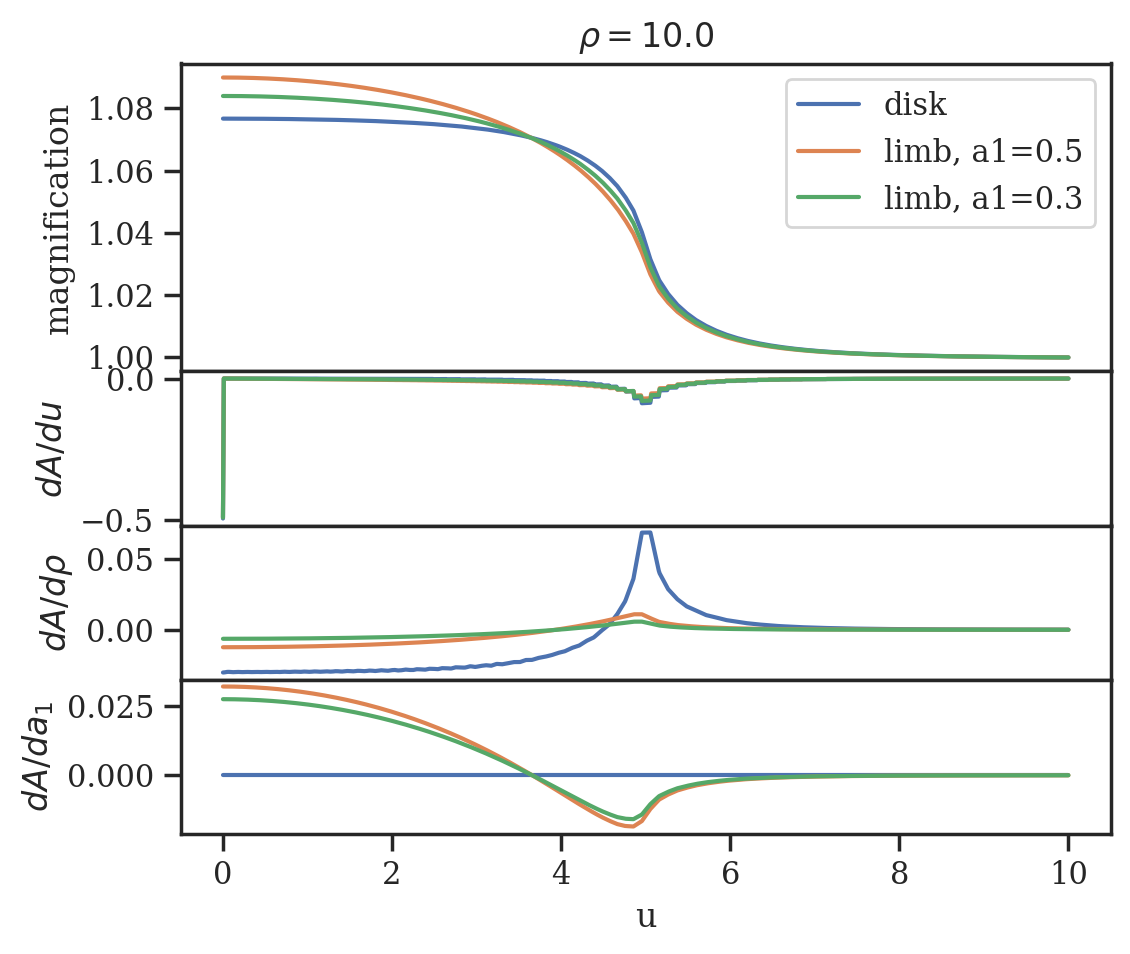 ρ = 10.0
magnification
1.08
1.06
1.04
1.02
1.00
disk
limb, a1=0.5
limb, a1=0.3
dA/du
0.0
−0.5
dA/dρ
0.05
0.00
dA/da₁
0.025
0.000
0 2 4 6 8 10
u